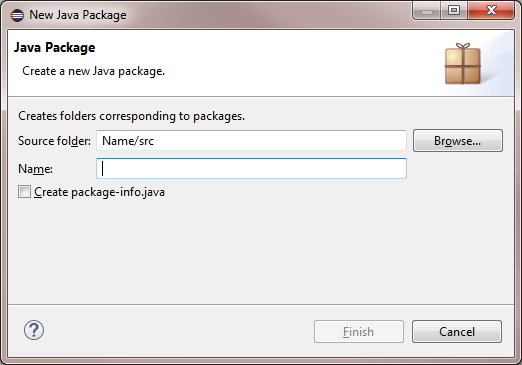 New Java Package
Java Package
Create a new Java package.
Creates folders corresponding to packages.
Source folder: Name/src Browse...
Name:
Create package-info.java
? Finish Cancel